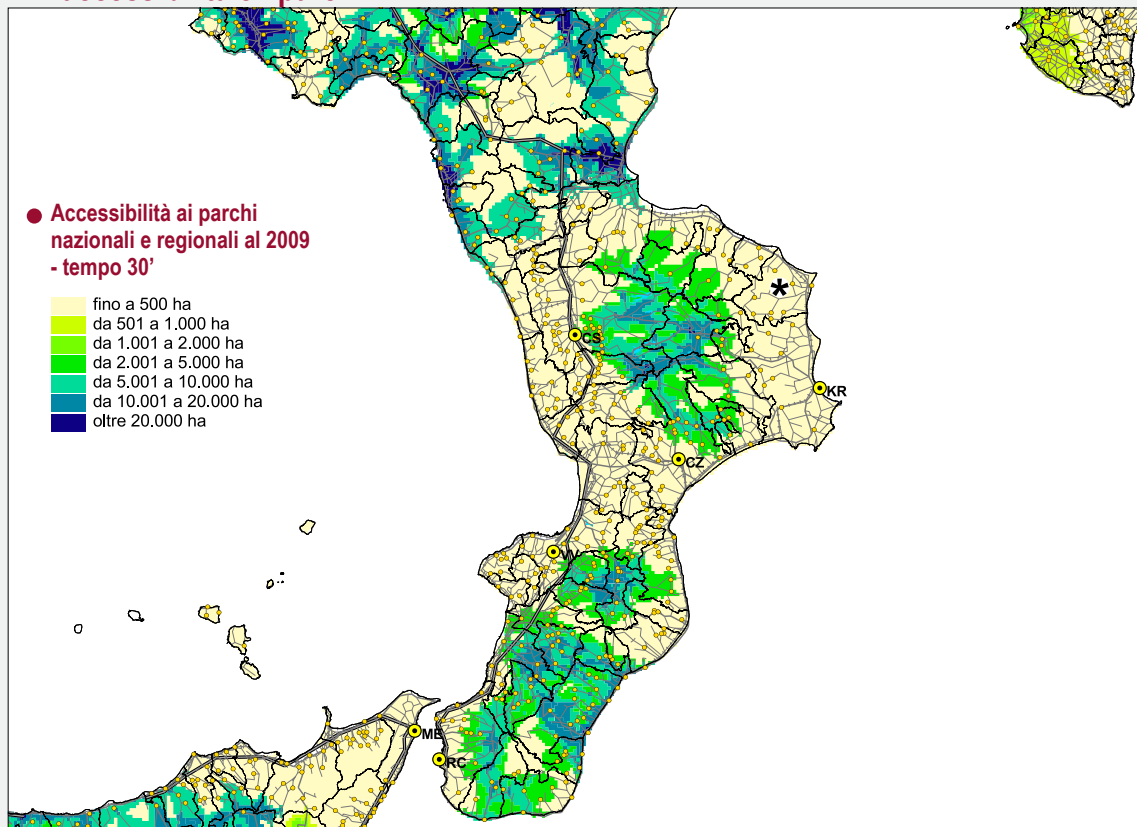 ● Accessibilità ai parchi
nazionali e regionali al 2009
- tempo 30’
fino a 500 ha
da 501 a 1.000 ha
da 1.001 a 2.000 ha
da 2.001 a 5.000 ha
da 5.001 a 10.000 ha
da 10.001 a 20.000 ha
oltre 20.000 ha
*
CS
KR
CZ
VV
ME
RC